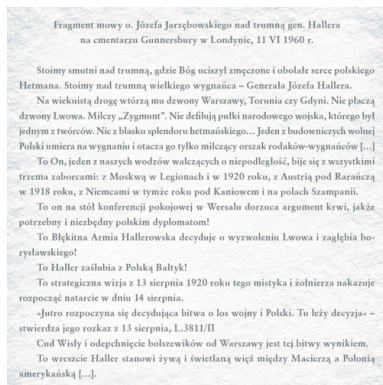 Fragment mowy o. Józefa Jarzębowskiego nad trumną gen. Hallera
na cmentarzu Gunnersbury w Londynie, 11 VI 1960 r.
Stoimy smutni nad trumną, gdzie Bóg uciszył zmęczone i obolałe serce polskiego
Hetmana. Stoimy nad trumną wielkiego wygnańca – Generała Józefa Hallera.
Na wiekuistą drogę wtórzą mu dzwony Warszawy, Torunia czy Gdyni. Nie płaczą
dzwony Lwowa. Milczy „Zygmunt”. Nie defilują pułki narodowego wojska, którego był
jednym z twórców. Nic z blasku splendoru hetmańskiego... Jeden z budowniczych wolnej
Polski umiera na wygnaniu i otacza go tylko milczący orszak rodaków-wygnańców [...]
To On, jeden z naszych wodzów walczących o niepodległość, bije się z wszystkimi
trzema zaborcami: z Moskwą w Legionach i w 1920 roku, z Austrią pod Rarańczą
w 1918 roku, z Niemcami w tymże roku pod Kaniowem i na polach Szampanii.
To on na stół konferencji pokojowej w Wersalu dorzuca argument krwi, jakże
potrzebny i niezbędny polskim dyplomatom!
To Błękitna Armia Hallerowska decyduje o wyzwoleniu Lwowa i zagłębia bo-
rysławskiego!
To Haller zaślubia z Polską Bałtyk!
To strategiczna wizja z 13 sierpnia 1920 roku tego mistyka i żołnierza nakazuje
rozpocząć natarcie w dniu 14 sierpnia.
»Jutro rozpoczyna się decydująca bitwa o los wojny i Polski. Tu leży decyzja« –
stwierdza jego rozkaz z 13 sierpnia, L.3811/II
Cud Wisły i odepchnięcie bolszewików od Warszawy jest tej bitwy wynikiem.
To wreszcie Haller stanowi żywą i świetlaną więź między Macierzą a Polonią
amerykańską [...].